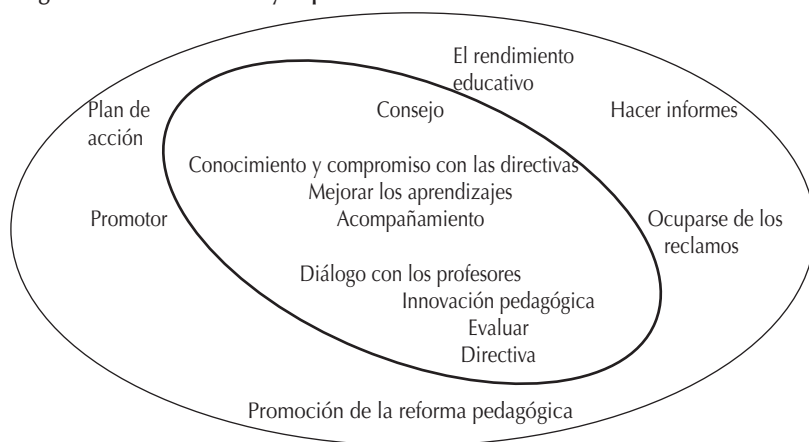 El rendimiento
educativo
Plan de
acción
Consejo
Hacer informes
Conocimiento y compromiso con las directivas
Mejorar los aprendizajes
Acompañamiento
Promotor
Ocuparse de los
reclamos
Diálogo con los profesores
Innovación pedagógica
Evaluar
Directiva
Promoción de la reforma pedagógica